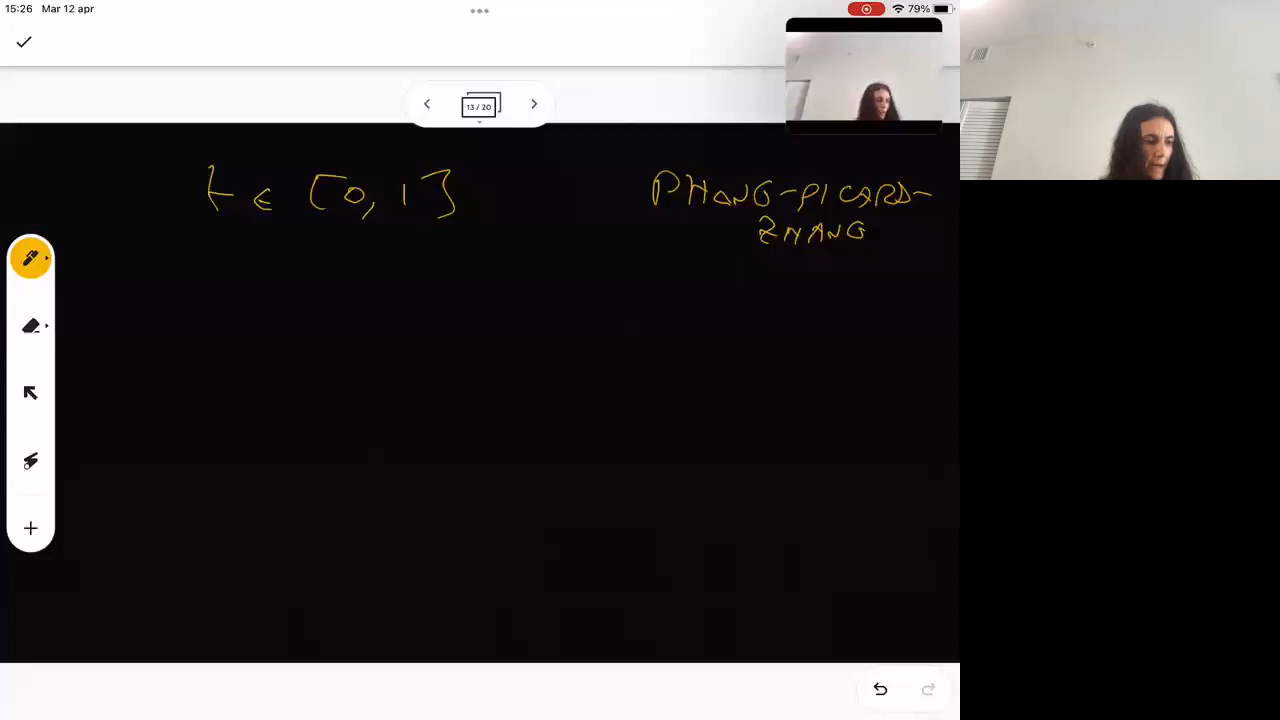 15:26 Mar 12 apr
79%
13 / 20
t ∈ [0, 1]
PHONG-PICARD-
ZHANG